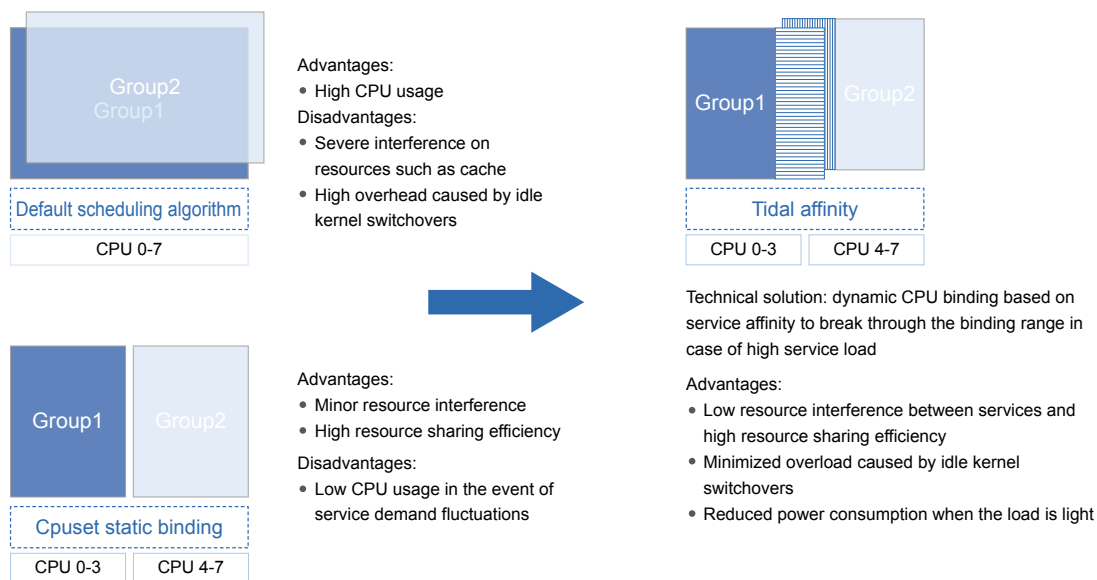 Group2
Group1
Default scheduling algorithm
CPU 0-7
Advantages:
• High CPU usage
Disadvantages:
• Severe interference on
resources such as cache
• High overhead caused by idle
kernel switchovers
Group1
Group2
Cpuset static binding
CPU 0-3
CPU 4-7
Advantages:
• Minor resource interference
• High resource sharing efficiency
Disadvantages:
• Low CPU usage in the event of
service demand fluctuations
Group1
Group2
Tidal affinity
CPU 0-3
CPU 4-7
Technical solution: dynamic CPU binding based on
service affinity to break through the binding range in
case of high service load
Advantages:
• Low resource interference between services and
high resource sharing efficiency
• Minimized overload caused by idle kernel
switchovers
• Reduced power consumption when the load is light